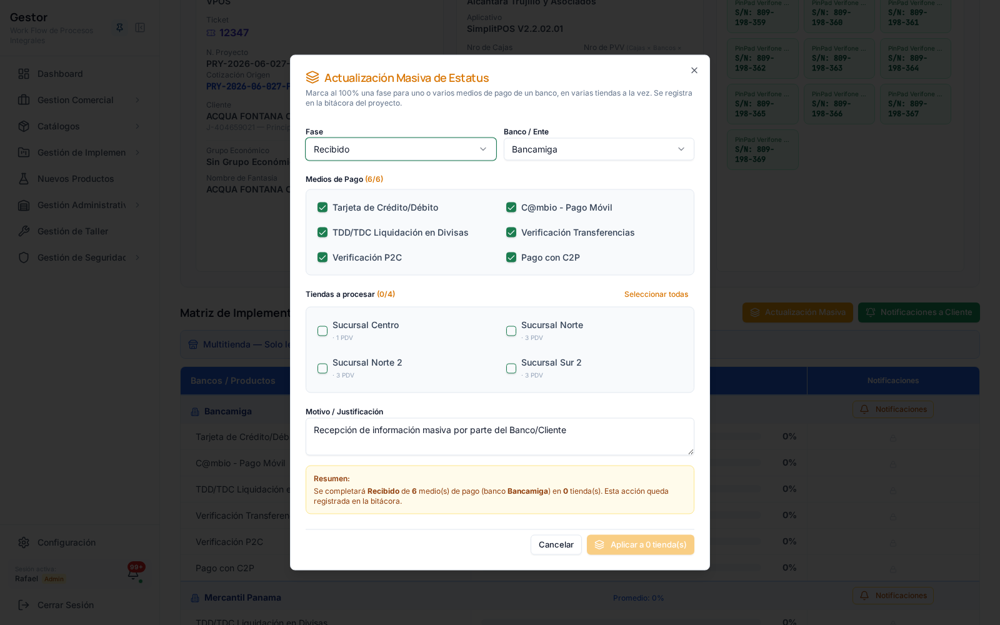 Gestor
Work Flow de Procesos
Integrales
Dashboard
Gestion Comercial
Catálogos
Gestión de Implemen
Nuevos Productos
Gestión Administrativ
Gestión de Taller
Gestión de Seguridad
Configuración
Sesión activa:
Rafael Admin
99+
Cerrar Sesión
VPOS
Ticket
12347
N. Proyecto
PRY-2026-06-027-
Cotización Origen
PRY-2026-06-027-P
Cliente
ACQUA FONTANA C
J-404659021 — Princip
Grupo Económico
Sin Grupo Económi
Nombre de Fantasía
ACQUA FONTANA C
Alcántara Trujillo y Asociados
Aplicativo
SimplitPOS V2.2.02.01
Nro de Cajas
Nro de PVV (Cajas × Bancos ×
PinPad Verifone ...
S/N: 809-
198-359
PinPad Verifone ...
S/N: 809-
198-360
PinPad Verifone ...
S/N: 809-
198-361
PinPad Verifone ...
S/N: 809-
198-362
PinPad Verifone ...
S/N: 809-
198-363
PinPad Verifone ...
S/N: 809-
198-364
PinPad Verifone ...
S/N: 809-
198-365
PinPad Verifone ...
S/N: 809-
198-366
PinPad Verifone ...
S/N: 809-
198-367
PinPad Verifone ...
S/N: 809-
198-369
Actualización Masiva de Estatus
Marca al 100% una fase para uno o varios medios de pago de un banco, en varias tiendas a la vez. Se registra
en la bitácora del proyecto.
Fase
Recibido
Banco / Ente
Bancamiga
Medios de Pago (6/6)
Tarjeta de Crédito/Débito
C@mbio - Pago Móvil
TDD/TDC Liquidación en Divisas
Verificación Transferencias
Verificación P2C
Pago con C2P
Tiendas a procesar (0/4)
Seleccionar todas
Sucursal Centro
· 1 PDV
Sucursal Norte
· 3 PDV
Sucursal Norte 2
· 3 PDV
Sucursal Sur 2
· 3 PDV
Motivo / Justificación
Recepción de información masiva por parte del Banco/Cliente
Resumen:
Se completará Recibido de 6 medio(s) de pago (banco Bancamiga) en 0 tienda(s). Esta acción queda
registrada en la bitácora.
Cancelar
Aplicar a 0 tienda(s)
Matriz de Implement
Actualización Masiva
Notificaciones a Cliente
Multitienda — Solo le
Bancos / Productos
Notificaciones
Bancamiga
Notificaciones
Tarjeta de Crédito/Déb
0%
C@mbio - Pago Móvil
0%
TDD/TDC Liquidación e
0%
Verificación Transferen
0%
Verificación P2C
0%
Pago con C2P
0%
Mercantil Panama
Promedio: 0%
Notificaciones
TDD/TDC Liquidación en Divisas
0%